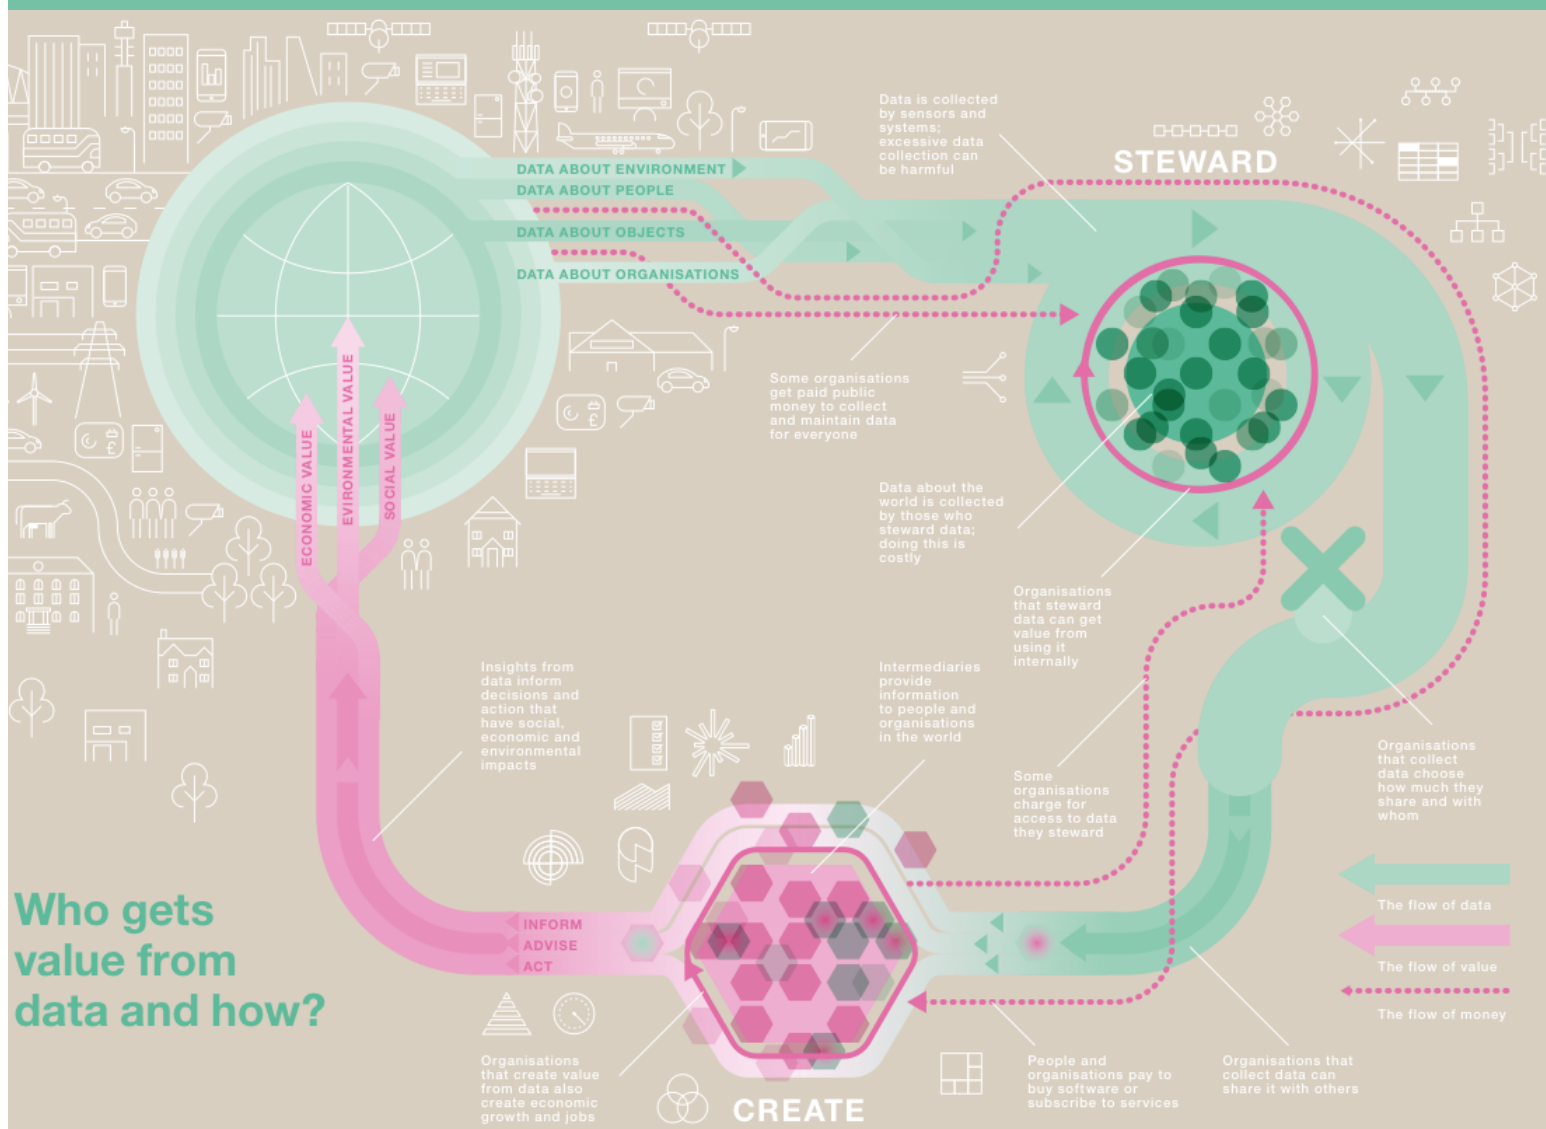 DATA ABOUT ENVIRONMENT
DATA ABOUT PEOPLE
DATA ABOUT OBJECTS
DATA ABOUT ORGANISATIONS
Data is collected
by sensors and
systems;
excessive data
collection can
be harmful
STEWARD
Some organisations
get paid public
money to collect
and maintain data
for everyone
ECONOMIC VALUE
EVIRONMENTAL VALUE
SOCIAL VALUE
Data about the
world is collected
by those who
steward data;
doing this is
costly
Organisations
that steward
data can get
value from
using it
internally
Insights from
data inform
decisions and
action that
have social,
economic and
environmental
impacts
Intermediaries
provide
information
to people and
organisations
in the world
Some
organisations
charge for
access to data
they steward
Organisations
that collect
data choose
how much they
share and with
whom
Who gets
value from
data and how?
INFORM
ADVISE
ACT
The flow of data
The flow of value
The flow of money
Organisations
that create value
from data also
create economic
growth and jobs
CREATE
People and
organisations pay to
buy software or
subscribe to services
Organisations that
collect data can
share it with others